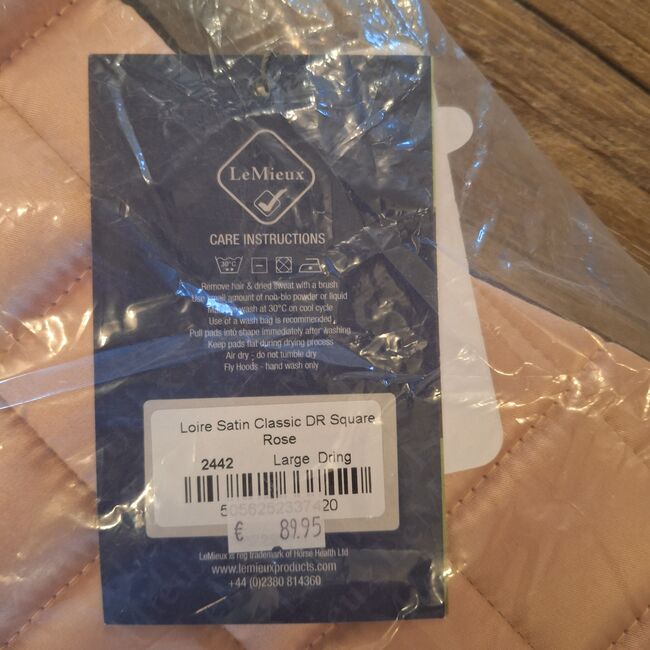 LeMieux
CARE INSTRUCTIONS
30°C
Remove hair & dried sweat with a brush
Use small amount of non-bio powder or liquid
wash at 30°C on cool cycle
Use of a wash bag is recommended
Pull pads into shape immediately after washing
Keep pads flat during drying process
Air dry - do not tumble dry
Fly Hoods - hand wash only
Loire Satin Classic DR Square
Rose
2442 Large Dring
5056262337420
€ 89.95
LeMieux is reg trademark of Horse Health Ltd
www.lemieuxproducts.com
+44 (0)2380 814360